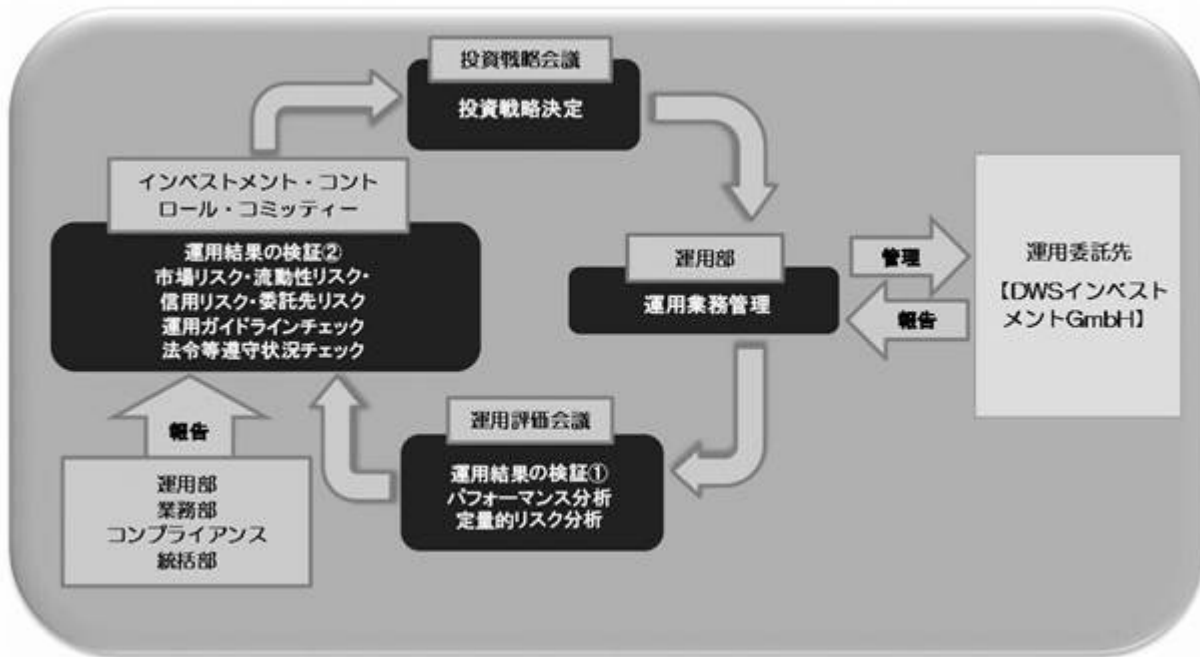 投資戦略会議
投資戦略決定
インベストメント・コント
ロール・コミッティー
運用結果の検証②
市場リスク・流動性リスク・
信用リスク・委託先リスク
運用ガイドラインチェック
法令等遵守状況チェック
運用部
運用業務管理
管理
報告
運用委託先
【DWSインベスト
メントGmbH】
運用評価会議
運用結果の検証①
パフォーマンス分析
定量的リスク分析
報告
運用部
業務部
コンプライアンス
統括部